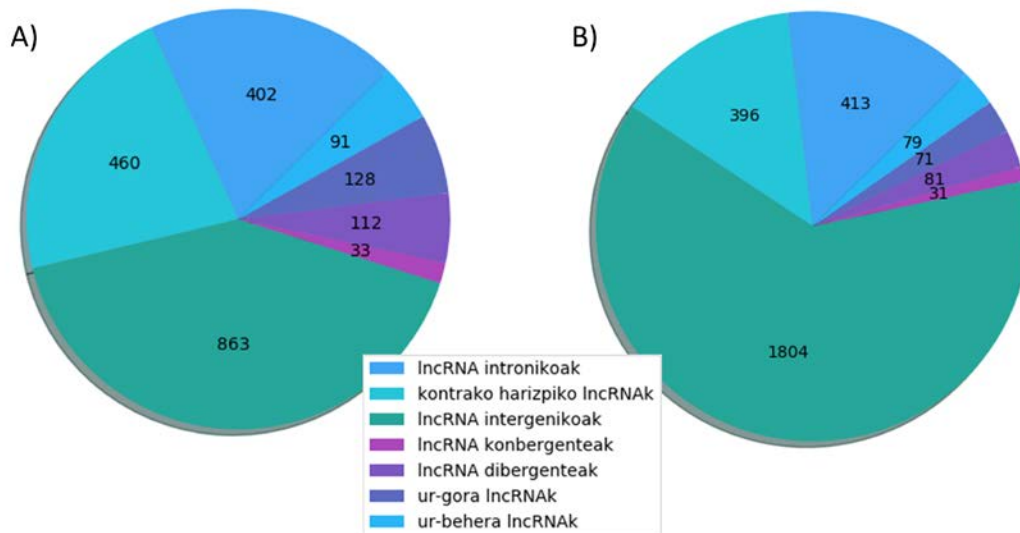 A)
402
91
460
128
112
33
863
B)
413
396
79
71
81
31
1804
lncRNA intronikoak
kontrako harizpiko lncRNAk
lncRNA intergenikoak
lncRNA konbergenteak
lncRNA dibergenteak
ur-gora lncRNAk
ur-behera lncRNAk